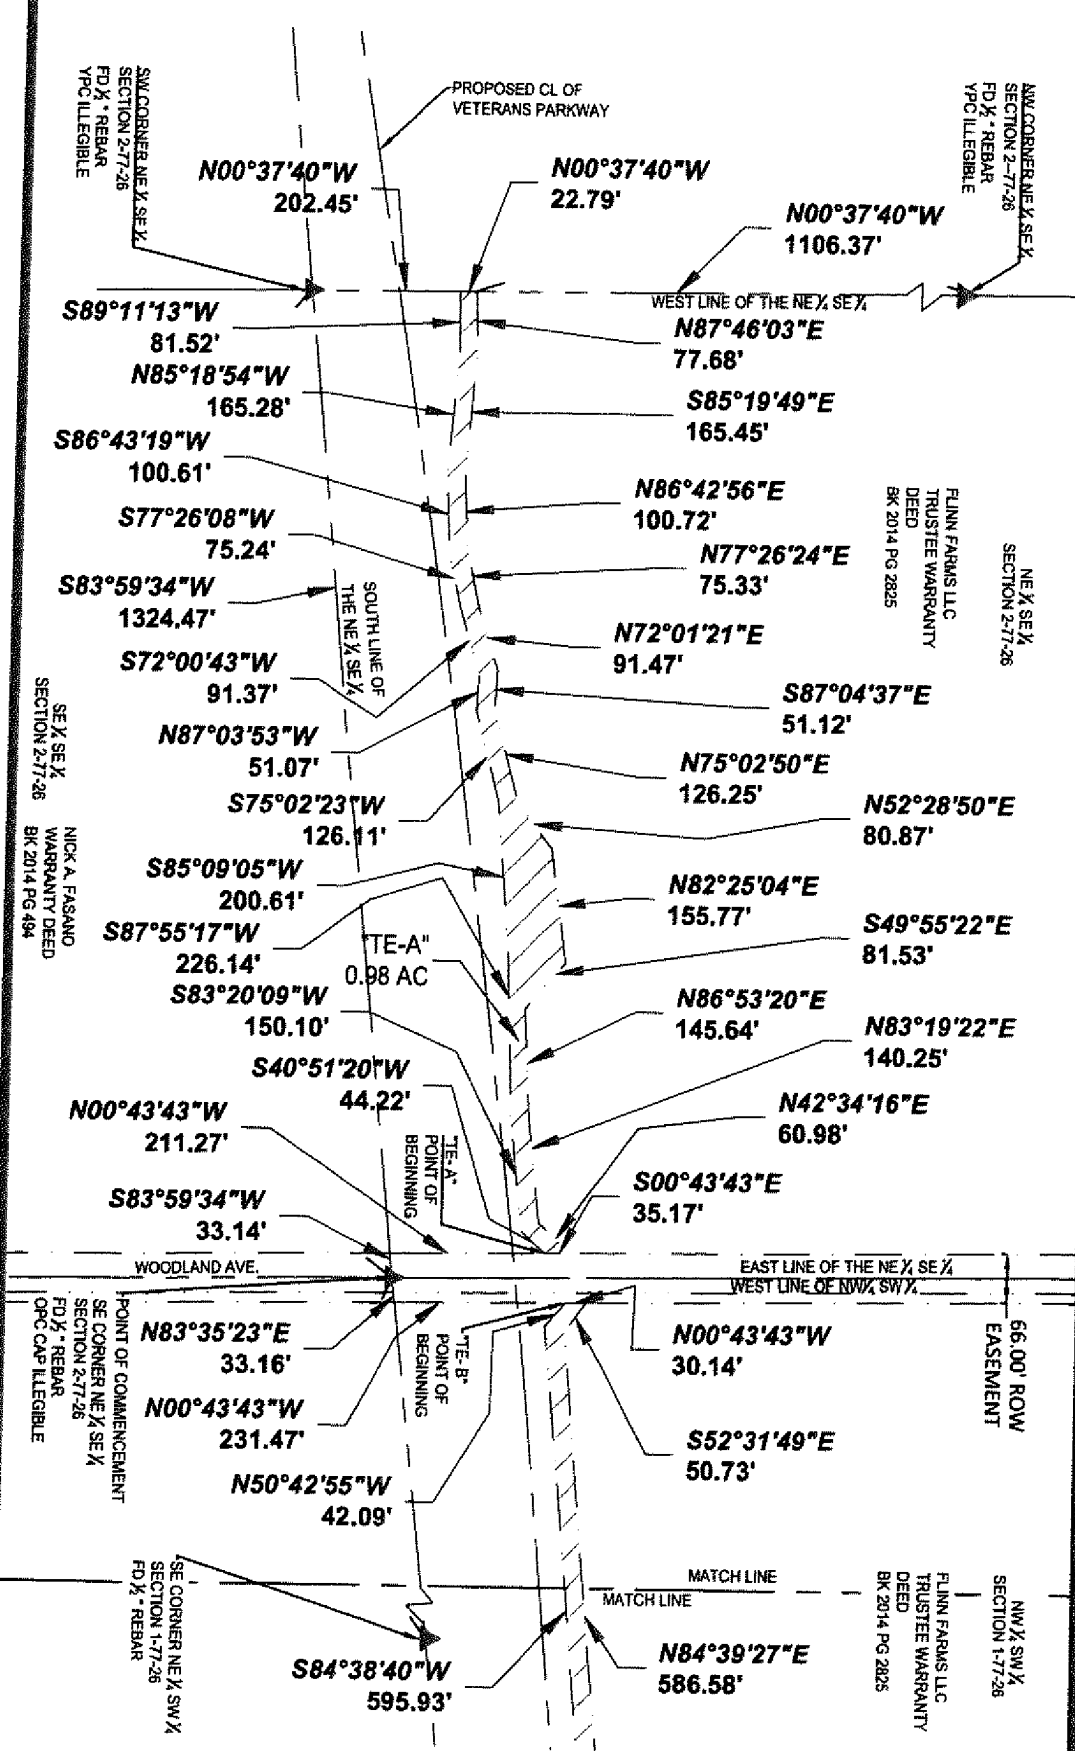 PROPOSED CL OF
VETERANS PARKWAY
SW CORNER NE ¼ SE ¼
SECTION 2-77-26
FD ½" REBAR
YPC ILLEGIBLE
NW CORNER NE ¼ SE ¼
SECTION 2-77-26
FD ½" REBAR
YPC ILLEGIBLE
N00°37'40"W
202.45'
N00°37'40"W
22.79'
N00°37'40"W
1106.37'
WEST LINE OF THE NE ¼ SE ¼
S89°11'13"W
81.52'
N87°46'03"E
77.68'
N85°18'54"W
165.28'
S85°19'49"E
165.45'
S86°43'19"W
100.61'
N86°42'56"E
100.72'
FLINN FARMS LLC
TRUSTEE WARRANTY
DEED
BK 2014 PG 2825
NE ¼ SE ¼
SECTION 2-77-26
S77°26'08"W
75.24'
N77°26'24"E
75.33'
S83°59'34"W
1324.47'
SOUTH LINE OF
THE NE ¼ SE ¼
S72°00'43"W
91.37'
N72°01'21"E
91.47'
SE ¼ SE ¼
SECTION 2-77-26
S87°04'37"E
51.12'
N87°03'53"W
51.07'
N75°02'50"E
126.25'
S75°02'23"W
126.11'
N52°28'50"E
80.87'
NICK A. FASANO
WARRANTY DEED
BK 2014 PG 494
S85°09'05"W
200.61'
N82°25'04"E
155.77'
S87°55'17"W
226.14'
"TE-A"
0.98 AC
S49°55'22"E
81.53'
S83°20'09"W
150.10'
N86°53'20"E
145.64'
N83°19'22"E
140.25'
S40°51'20"W
44.22'
N00°43'43"W
211.27'
N42°34'16"E
60.98'
"TE-A"
POINT OF
BEGINNING
S83°59'34"W
33.14'
S00°43'43"E
35.17'
WOODLAND AVE.
EAST LINE OF THE NE ¼ SE ¼
WEST LINE OF NW ¼ SW ¼
66.00' ROW
EASEMENT
POINT OF COMMENCEMENT
SE CORNER NE ¼ SE ¼
SECTION 2-77-26
FD ½" REBAR
OPC CAP ILLEGIBLE
N83°35'23"E
33.16'
"TE-B"
POINT OF
BEGINNING
N00°43'43"W
30.14'
N00°43'43"W
231.47'
S52°31'49"E
50.73'
N50°42'55"W
42.09'
MATCH LINE
MATCH LINE
SE CORNER NE ¼ SW ¼
SECTION 1-77-26
FD ½" REBAR
FLINN FARMS LLC
TRUSTEE WARRANTY
DEED
BK 2014 PG 2825
NW ¼ SW ¼
SECTION 1-77-26
S84°38'40"W
595.93'
N84°39'27"E
586.58'